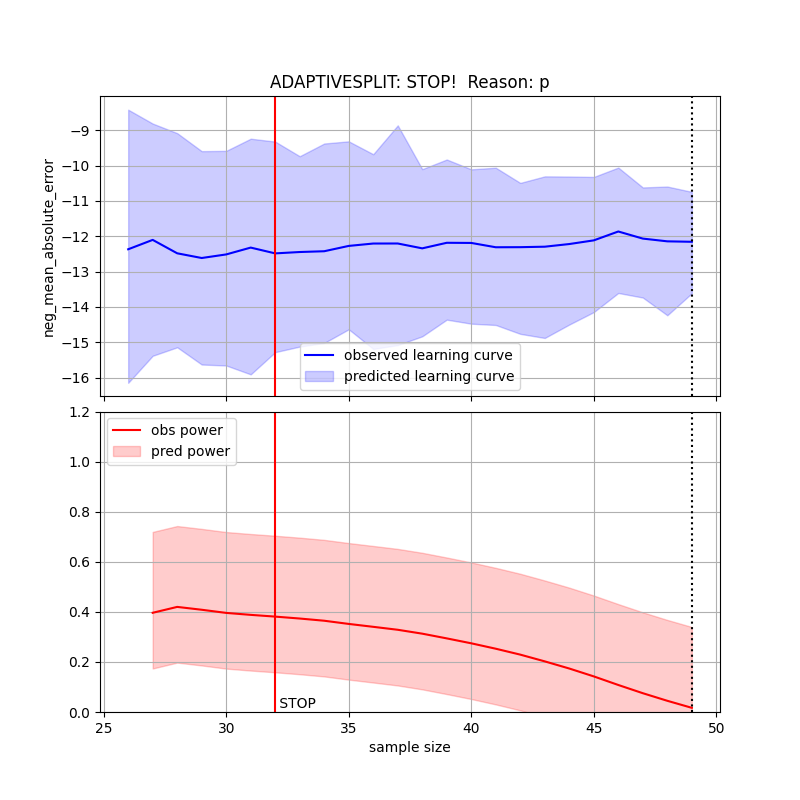 ADAPTIVESPLIT: STOP!  Reason: p
neg_mean_absolute_error
−9
−10
−11
−12
−13
−14
−15
−16
observed learning curve
predicted learning curve
1.2
1.0
0.8
0.6
0.4
0.2
0.0
obs power
pred power
STOP
25
30
35
40
45
50
sample size